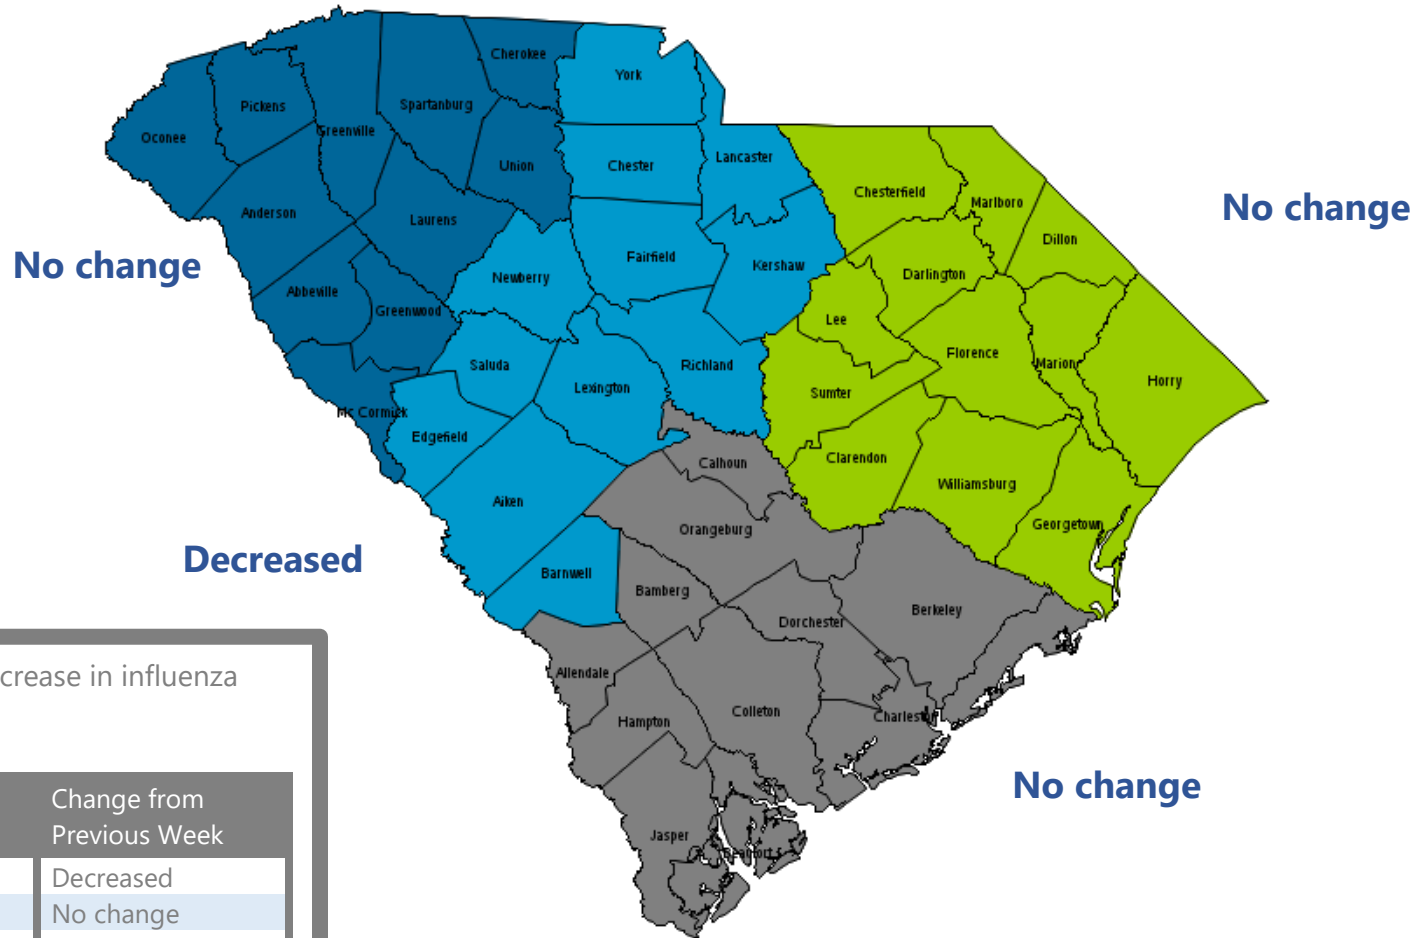 Cherokee
York
Pickens
Spartanburg
Greenville
Oconee
Union
Chester
Lancaster
Chesterfield
Marlboro
No change
Anderson
Laurens
Dillon
No change
Newberry
Fairfield
Kershaw
Darlington
Abbeville
Greenwood
Lee
Saluda
Richland
Florence
Marion
Horry
Lexington
Sumter
Mc Cormick
Edgefield
Calhoun
Clarendon
Williamsburg
Aiken
Orangeburg
Georgetown
Decreased
Barnwell
Bamberg
Dorchester
Berkeley
Allendale
Colleton
Hampton
Charleston
No change
Jasper
Beaufort
crease in influenza
Change from
Previous Week
Decreased
No change